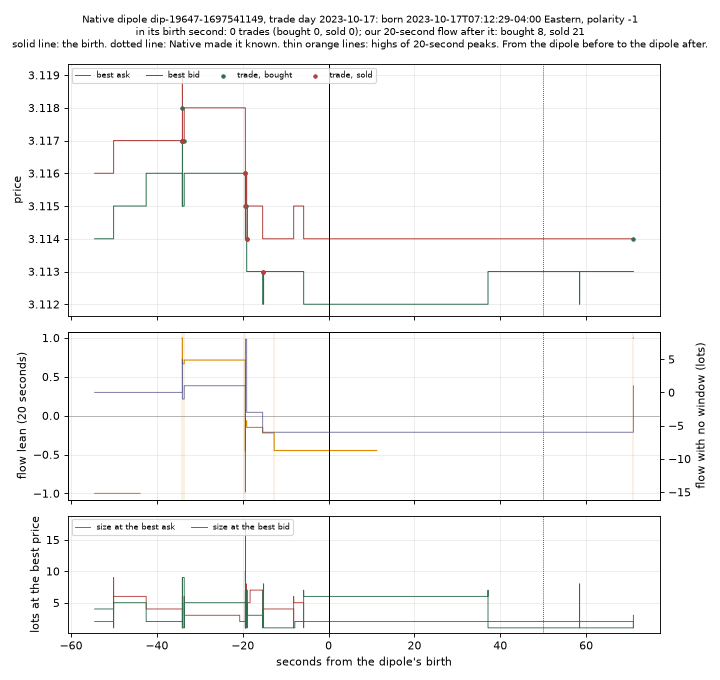 Native dipole dip-19647-1697541149, trade day 2023-10-17: born 2023-10-17T07:12:29-04:00 Eastern, polarity -1
in its birth second: 0 trades (bought 0, sold 0); our 20-second flow after it: bought 8, sold 21
solid line: the birth. dotted line: Native made it known. thin orange lines: highs of 20-second peaks. From the dipole before to the dipole after.
best ask
best bid
trade, bought
trade, sold
3.119
3.118
3.117
3.116
3.115
3.114
3.113
3.112
price
1.0
0.5
0.0
−0.5
−1.0
flow lean (20 seconds)
5
0
−5
−10
−15
flow with no window (lots)
size at the best ask
size at the best bid
15
10
5
lots at the best price
−60
−40
−20
0
20
40
60
seconds from the dipole's birth